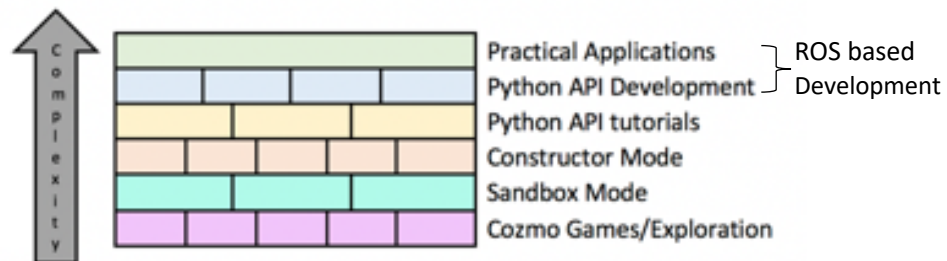 Complexity
Practical Applications
Python API Development
ROS based
Development
Python API tutorials
Constructor Mode
Sandbox Mode
Cozmo Games/Exploration